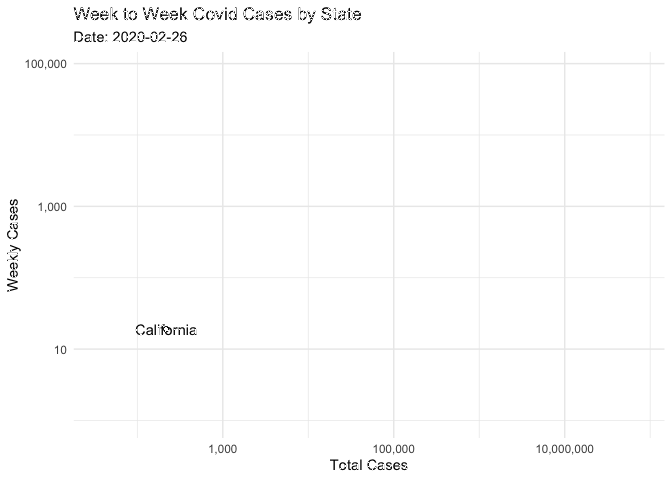 Week to Week Covid Cases by State
Date: 2020-02-26
100,000
1,000
10
Weekly Cases
California
1,000
100,000
10,000,000
Total Cases